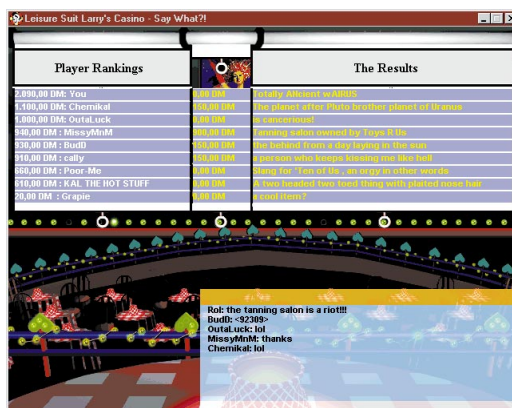 Leisure Suit Larry's Casino - Say What?!
Player Rankings
The Results
2.090,00 DM: You 0,00 DM Totally ANcient wAIRUS
1.100,00 DM: Chemikal 150,00 DM The planet after Pluto brother planet of Uranus
1.000,00 DM: OutaLuck 0,00 DM is cancerious!
940,00 DM : MissyMnM 900,00 DM Tanning salon owned by Toys R Us
930,00 DM : BudD 150,00 DM the behind from a day laying in the sun
910,00 DM : cally 150,00 DM a person who keeps kissing me like hell
660,00 DM : Poor-Me 0,00 DM Slang for 'Ten of Us , an orgy in other words
610,00 DM : KAL THE HOT STUFF 0,00 DM A two headed two toed thing with plaited nose hair
20,00 DM : Grapie 0,00 DM a cool item?
Rol: the tanning salon is a riot!!!
BudD: <92309>
OutaLuck: lol
MissyMnM: thanks
Chemikal: lol